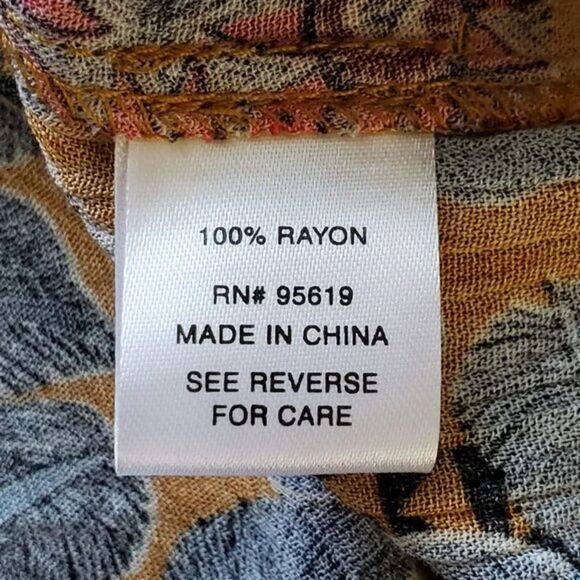 100% RAYON
RN# 95619
MADE IN CHINA
SEE REVERSE
FOR CARE